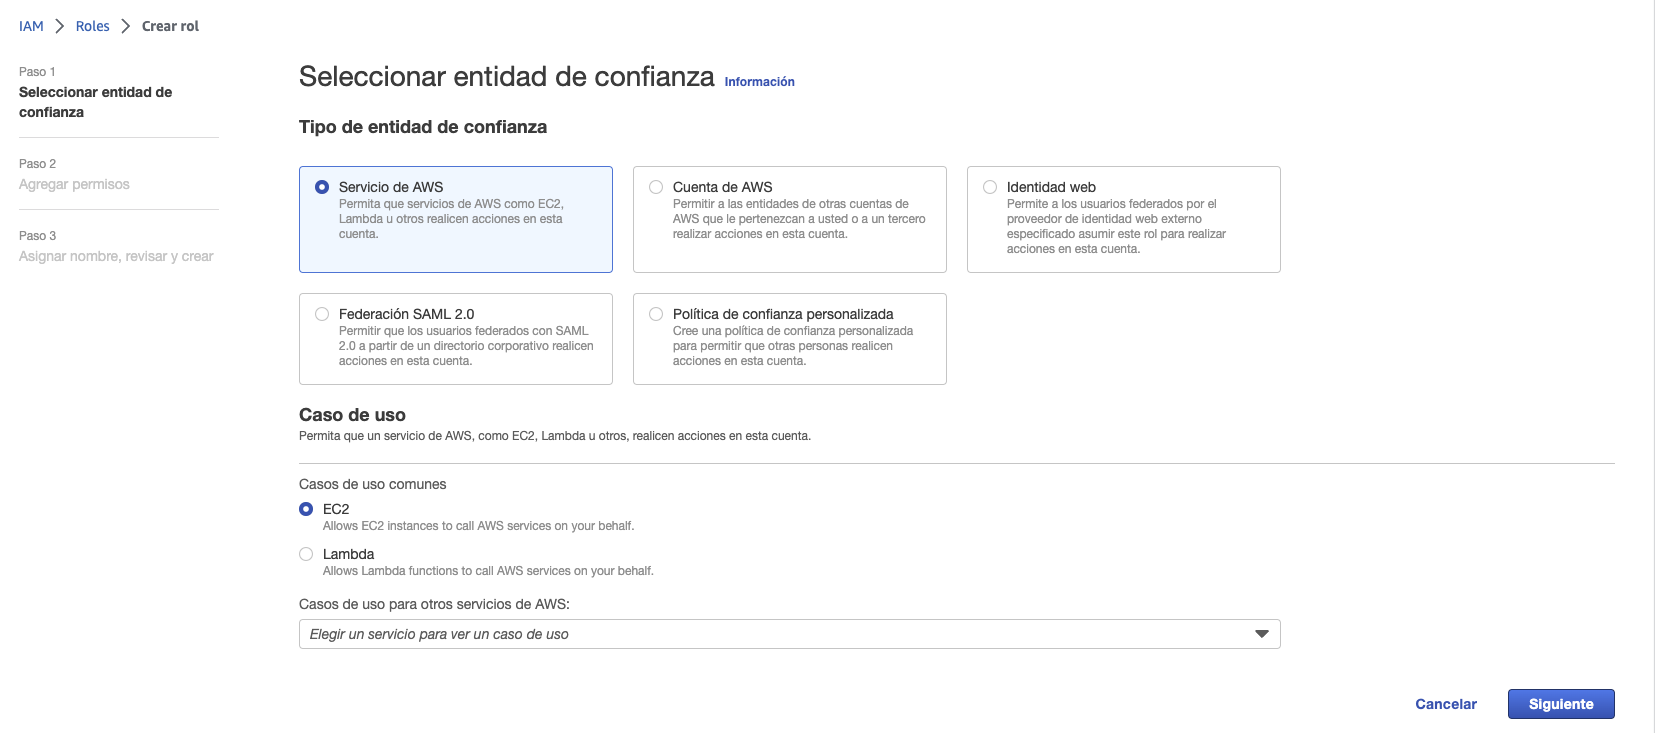 IAM > Roles > Crear rol
Paso 1
Seleccionar entidad de
confianza
Paso 2
Agregar permisos
Paso 3
Asignar nombre, revisar y crear
Seleccionar entidad de confianza Información
Tipo de entidad de confianza
Servicio de AWS
Permita que servicios de AWS como EC2,
Lambda u otros realicen acciones en esta
cuenta.
Cuenta de AWS
Permitir a las entidades de otras cuentas de
AWS que le pertenezcan a usted o a un tercero
realizar acciones en esta cuenta.
Identidad web
Permite a los usuarios federados por el
proveedor de identidad web externo
especificado asumir este rol para realizar
acciones en esta cuenta.
Federación SAML 2.0
Permitir que los usuarios federados con SAML
2.0 a partir de un directorio corporativo realicen
acciones en esta cuenta.
Política de confianza personalizada
Cree una política de confianza personalizada
para permitir que otras personas realicen
acciones en esta cuenta.
Caso de uso
Permita que un servicio de AWS, como EC2, Lambda u otros, realicen acciones en esta cuenta.
Casos de uso comunes
EC2
Allows EC2 instances to call AWS services on your behalf.
Lambda
Allows Lambda functions to call AWS services on your behalf.
Casos de uso para otros servicios de AWS:
Elegir un servicio para ver un caso de uso
Cancelar
Siguiente